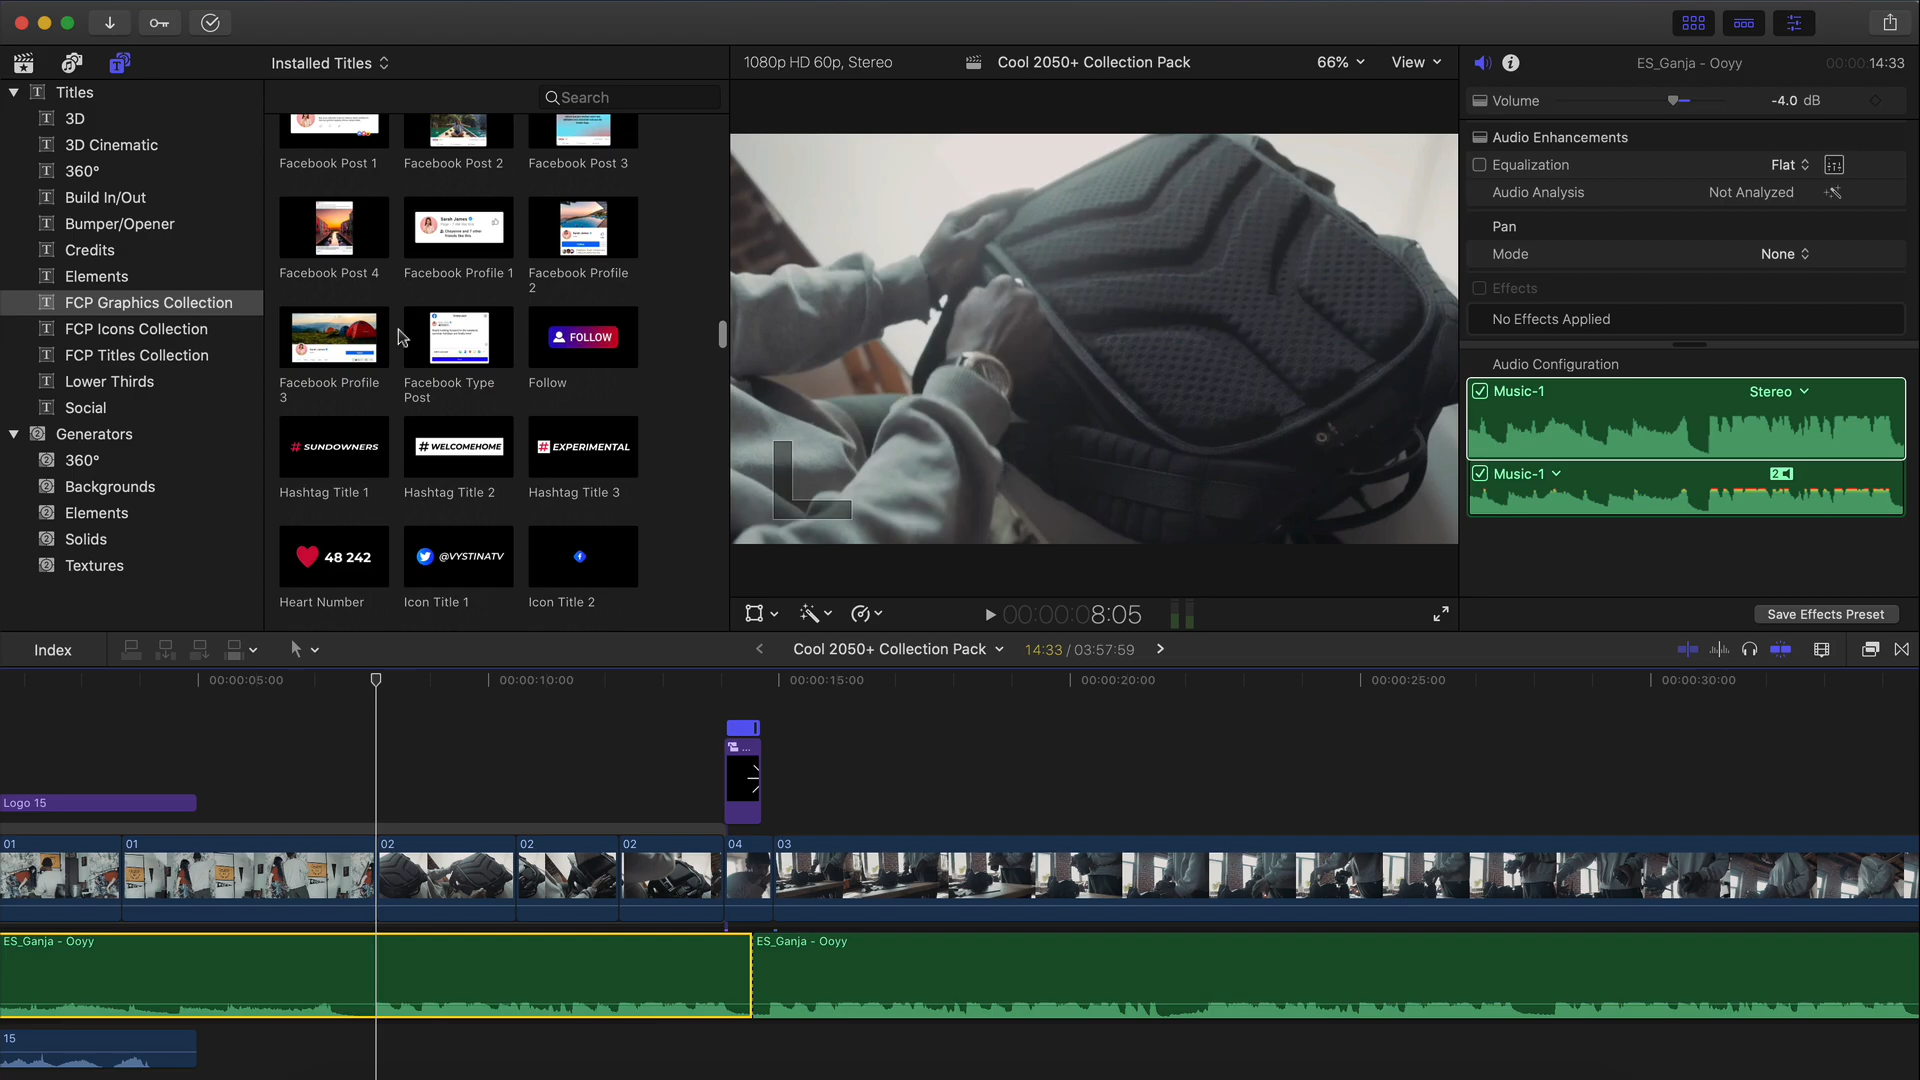 Installed Titles
1080p HD 60p, Stereo
Cool 2050+ Collection Pack
66%
View
ES_Ganja - Ooyy
00:00:14:33
Titles
3D
3D Cinematic
360°
Build In/Out
Bumper/Opener
Credits
Elements
FCP Graphics Collection
FCP Icons Collection
FCP Titles Collection
Lower Thirds
Social
Generators
360°
Backgrounds
Elements
Solids
Textures
Search
Facebook Post 1
Facebook Post 2
Facebook Post 3
Sarah James
Facebook Post 4
Facebook Profile 1
Facebook Profile
2
FOLLOW
Facebook Profile
3
Facebook Type
Post
Follow
#SUNDOWNERS
#WELCOMEHOME
#EXPERIMENTAL
Hashtag Title 1
Hashtag Title 2
Hashtag Title 3
48 242
@VYSTINATV
Heart Number
Icon Title 1
Icon Title 2
00:00:08:05
Volume
-4.0 dB
Audio Enhancements
Equalization
Flat
Audio Analysis
Not Analyzed
Pan
Mode
None
Effects
No Effects Applied
Audio Configuration
Music-1
Stereo
Music-1
2
Save Effects Preset
Index
Cool 2050+ Collection Pack
14:33 / 03:57:59
00:00:05:00
00:00:10:00
00:00:15:00
00:00:20:00
00:00:25:00
00:00:30:00
...
Logo 15
01
01
02
02
02
04
03
ES_Ganja - Ooyy
ES_Ganja - Ooyy
15